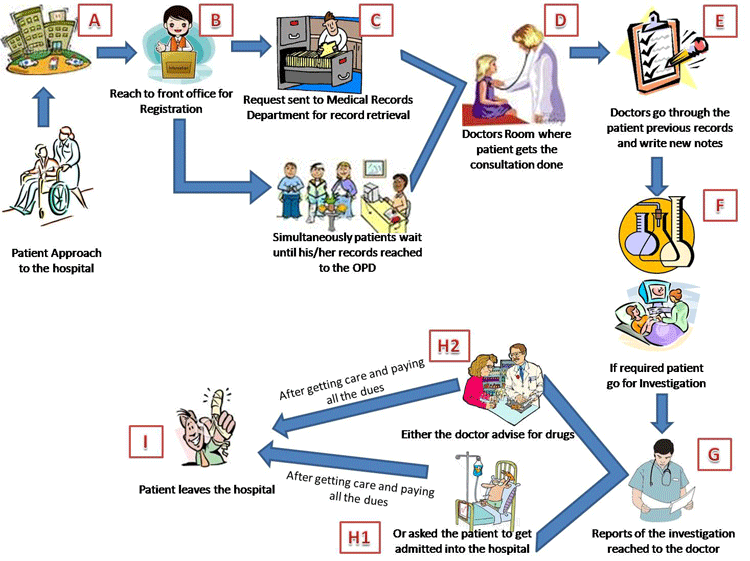 A
B
C
D
E
Reach to front office for
Registration
Information
Request sent to Medical Records
Department for record retrieval
Doctors Room where
patient gets the
consultation done
Doctors go through the
patient previous records
and write new notes
Patient Approach
to the hospital
Simultaneously patients wait
until his/her records reached
to the OPD
F
If required patient
go for Investigation
G
Reports of the investigation
reached to the doctor
H2
Either the doctor advise for drugs
H1
Or asked the patient to get
admitted into the hospital
After getting care and paying
all the dues
After getting care and paying
all the dues
I
Patient leaves the hospital